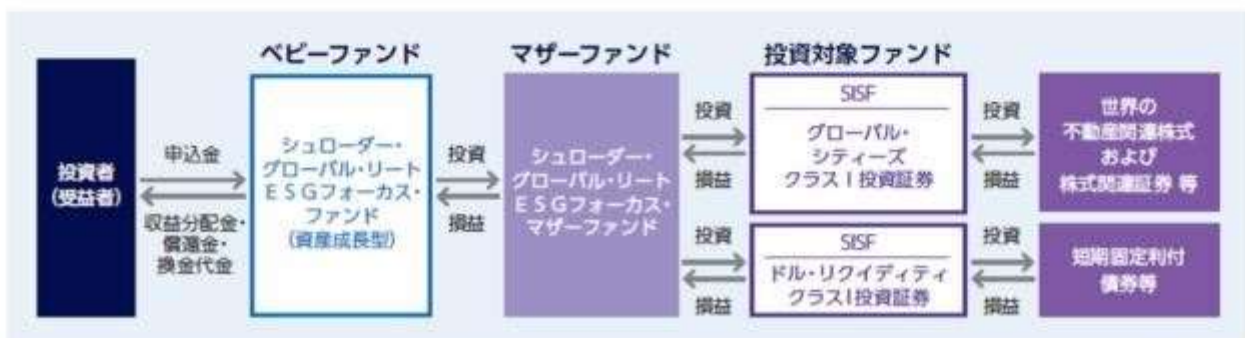 ベビーファンド
マザーファンド
投資対象ファンド
投資者
(受益者)
申込金
収益分配金・
償還金・
換金代金
シュローダー・
グローバル・リート
ESGフォーカス・
ファンド
(資産成長型)
投資
損益
シュローダー・
グローバル・リート
ESGフォーカス・
マザーファンド
投資
損益
SISF
グローバル・
シティーズ
クラスI投資証券
投資
損益
世界の
不動産関連株式
および
株式関連証券 等
投資
損益
SISF
ドル・リクイディティ
クラスI投資証券
投資
損益
短期固定利付
債券等